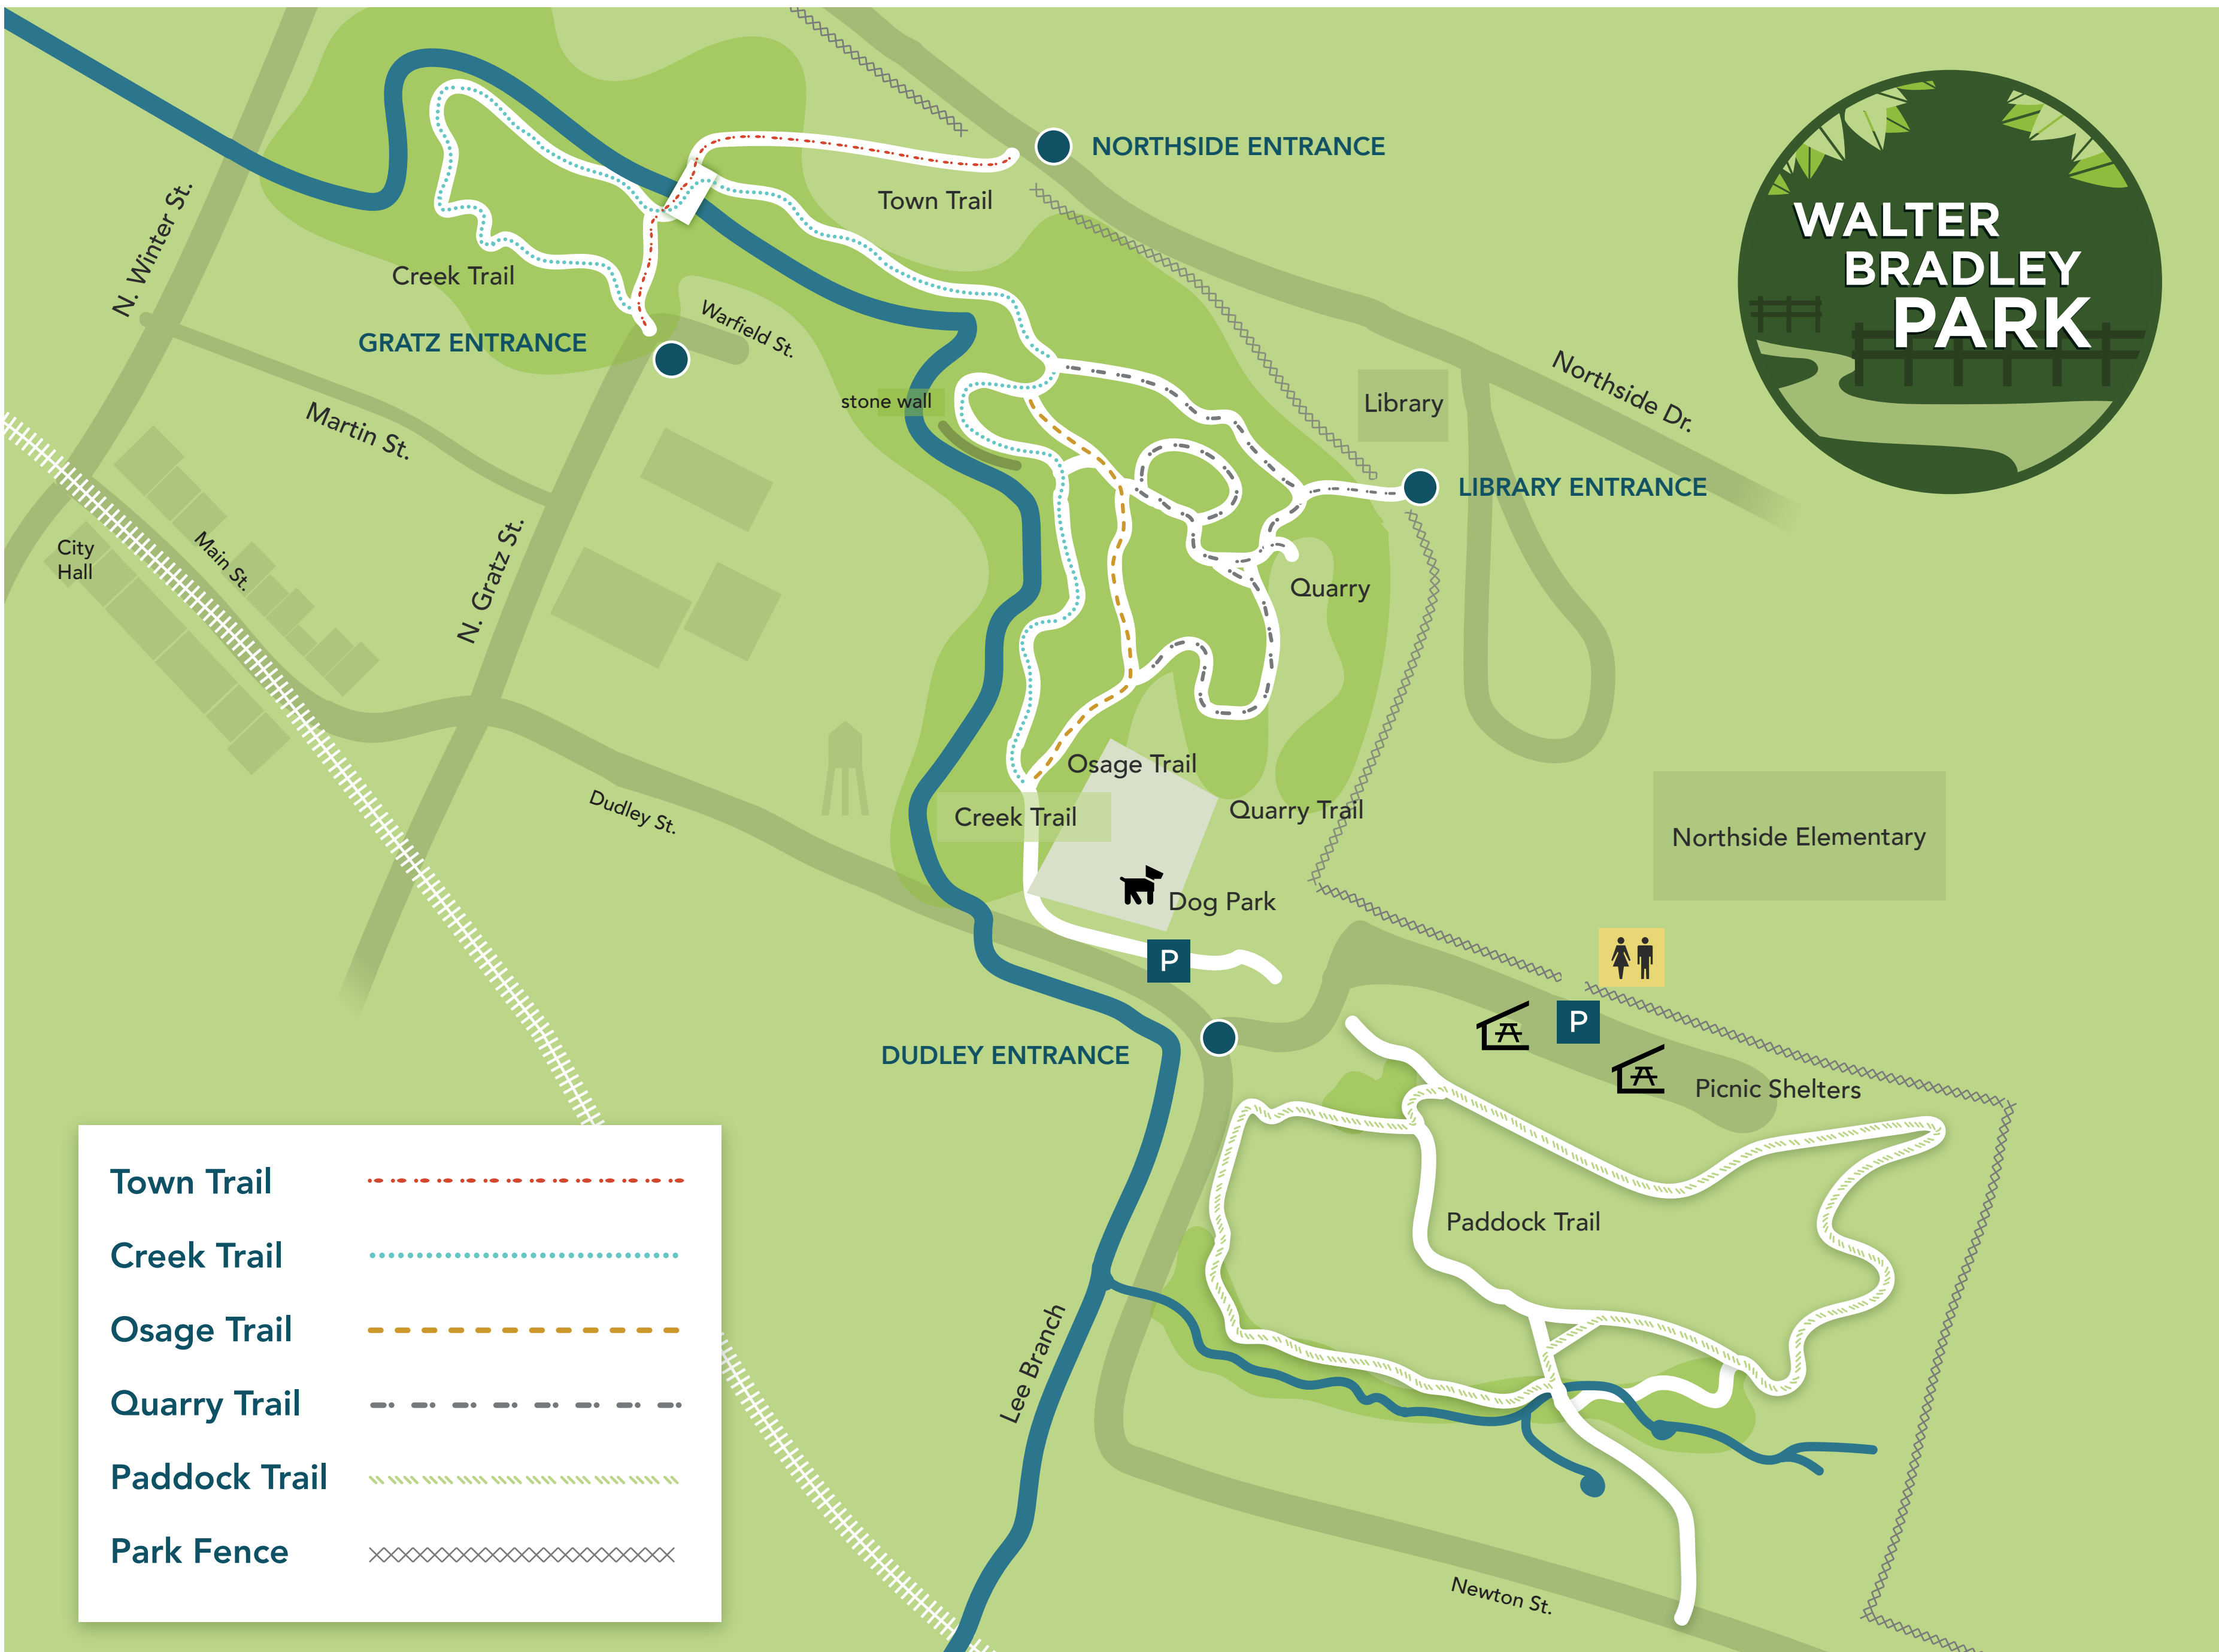 WALTER
BRADLEY
PARK
NORTHSIDE ENTRANCE
Town Trail
N. Winter St.
Creek Trail
Warfield St.
GRATZ ENTRANCE
Northside Dr.
stone wall
Library
Martin St.
LIBRARY ENTRANCE
City
Hall
Main St.
N. Gratz St.
Quarry
Osage Trail
Dudley St.
Creek Trail
Quarry Trail
Northside Elementary
Dog Park
P
P
DUDLEY ENTRANCE
Picnic Shelters
Paddock Trail
Lee Branch
Newton St.
Town Trail
Creek Trail
Osage Trail
Quarry Trail
Paddock Trail
Park Fence